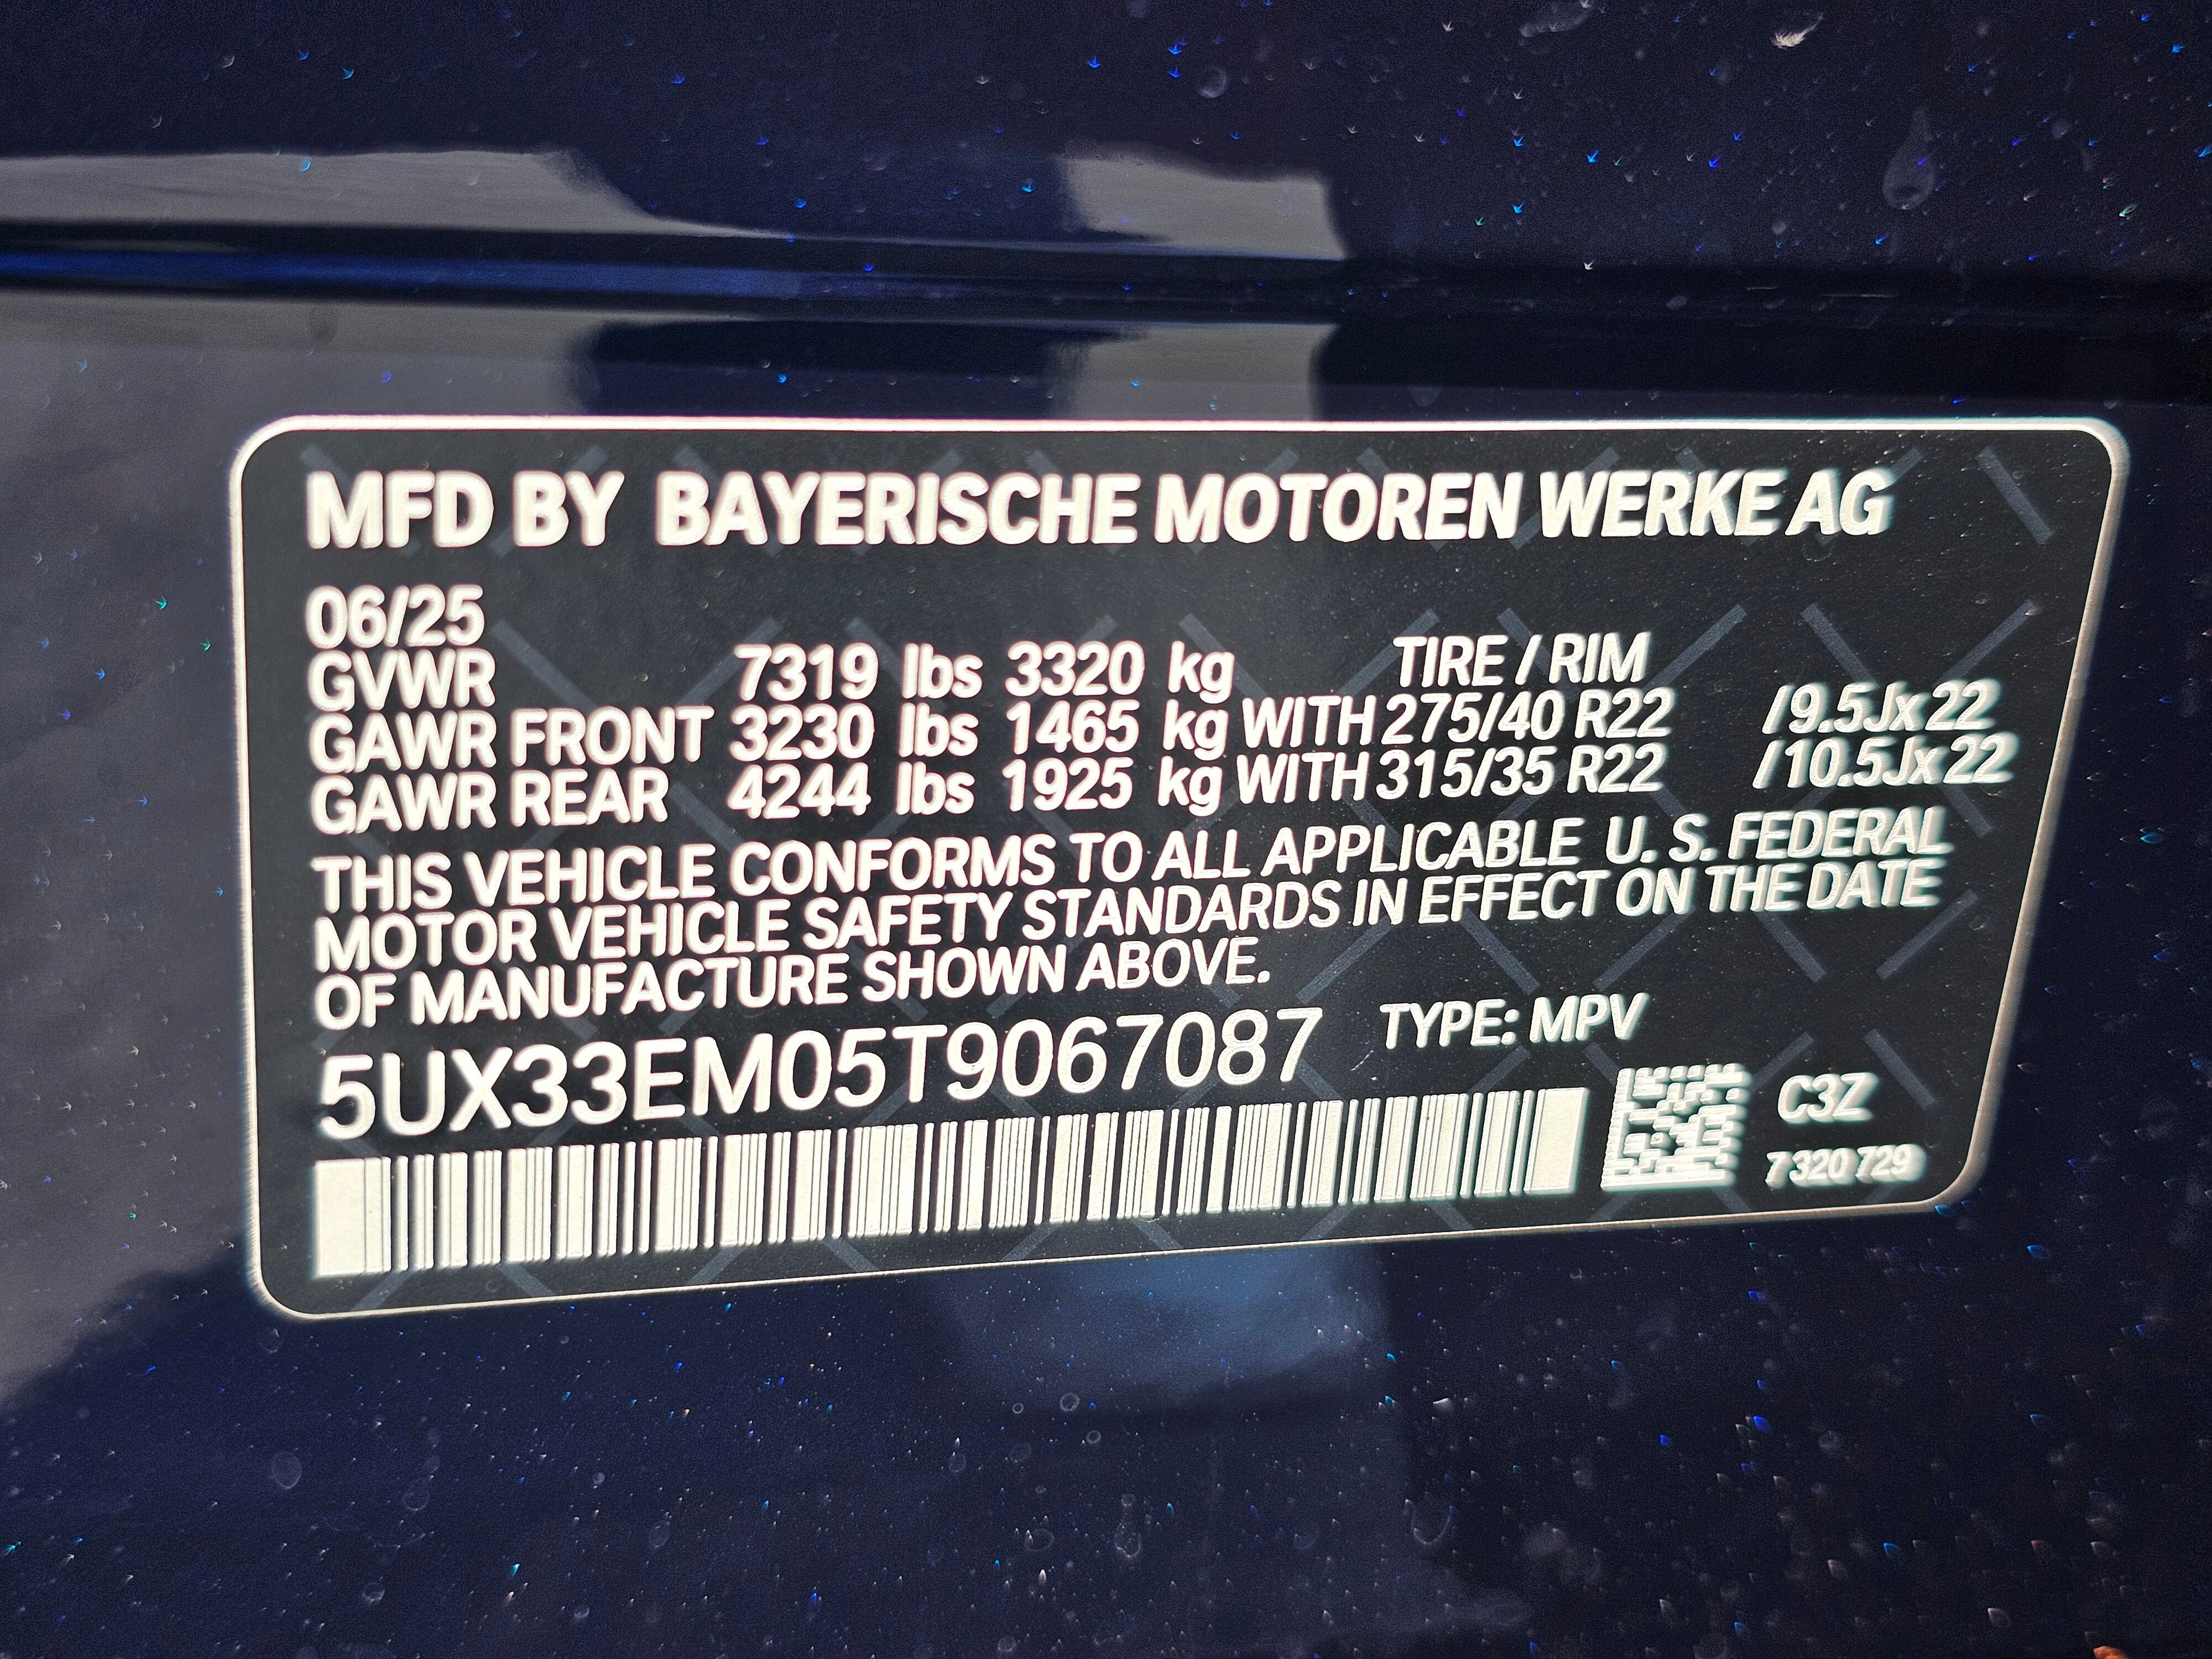 MFD BY BAYERISCHE MOTOREN WERKE AG
06/25
GVWR 7319 lbs 3320 kg TIRE / RIM
GAWR FRONT 3230 lbs 1465 kg WITH 275/40 R22 /9.5Jx22
GAWR REAR 4244 lbs 1925 kg WITH 315/35 R22 /10.5Jx22
THIS VEHICLE CONFORMS TO ALL APPLICABLE U. S. FEDERAL
MOTOR VEHICLE SAFETY STANDARDS IN EFFECT ON THE DATE
OF MANUFACTURE SHOWN ABOVE.
5UX33EM05T9067087 TYPE: MPV
C3Z
7 320 729